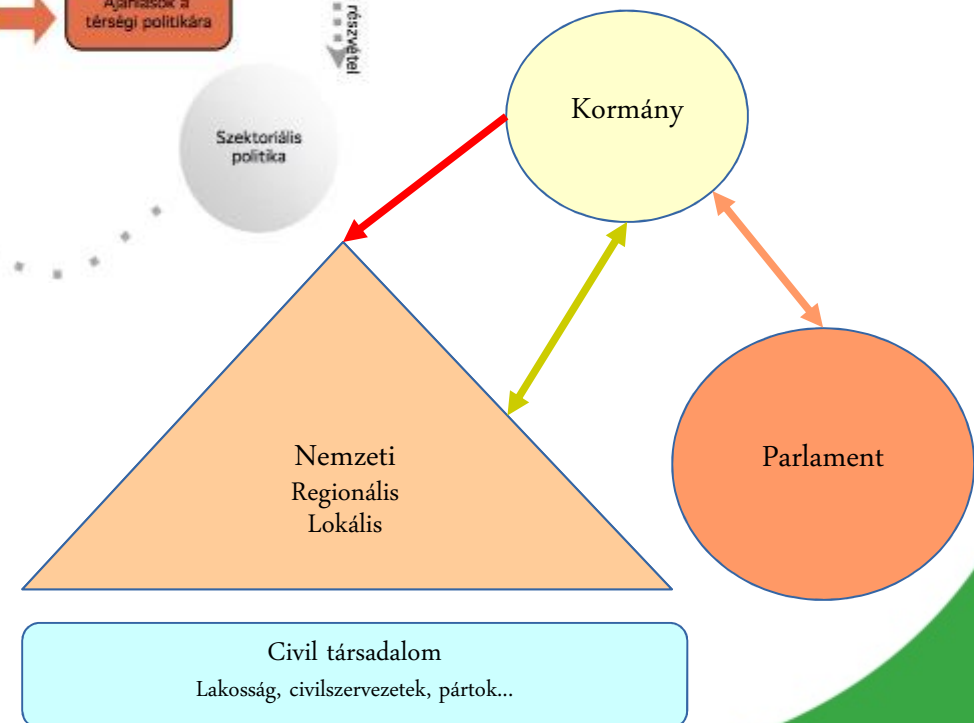 Ajánlások a
térségi politikára
részvétel
Szektoriális
politika
Kormány
Nemzeti
Regionális
Lokális
Parlament
Civil társadalom
Lakosság, civilszervezetek, pártok...